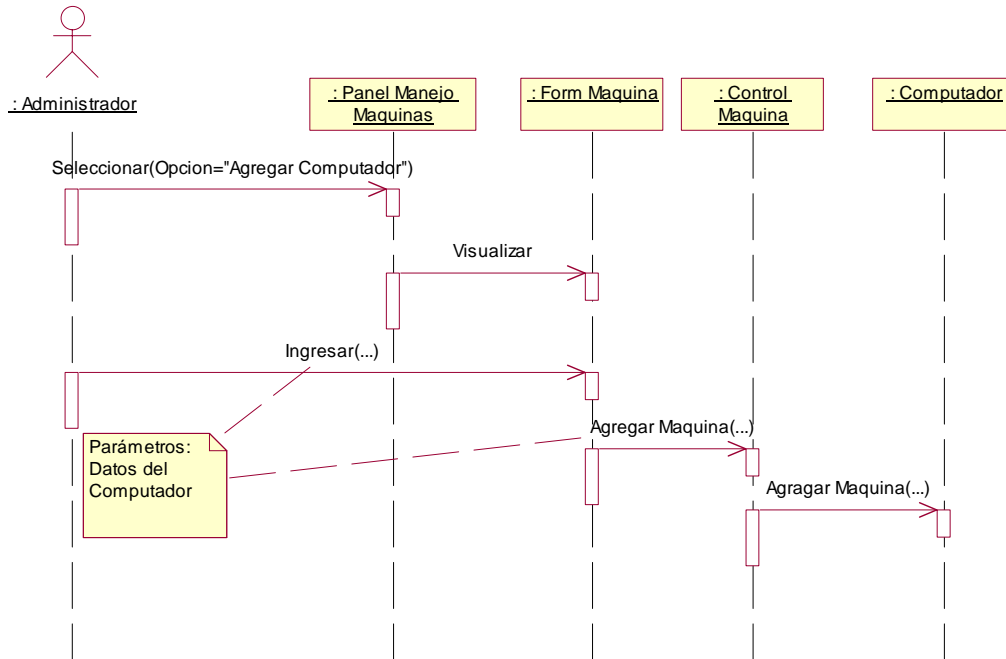 : Administrador
: Panel Manejo
Maquinas
: Form Maquina
: Control
Maquina
: Computador
Seleccionar(Opcion="Agregar Computador")
Visualizar
Ingresar(...)
Parámetros:
Datos del
Computador
Agregar Maquina(...)
Agragar Maquina(...)